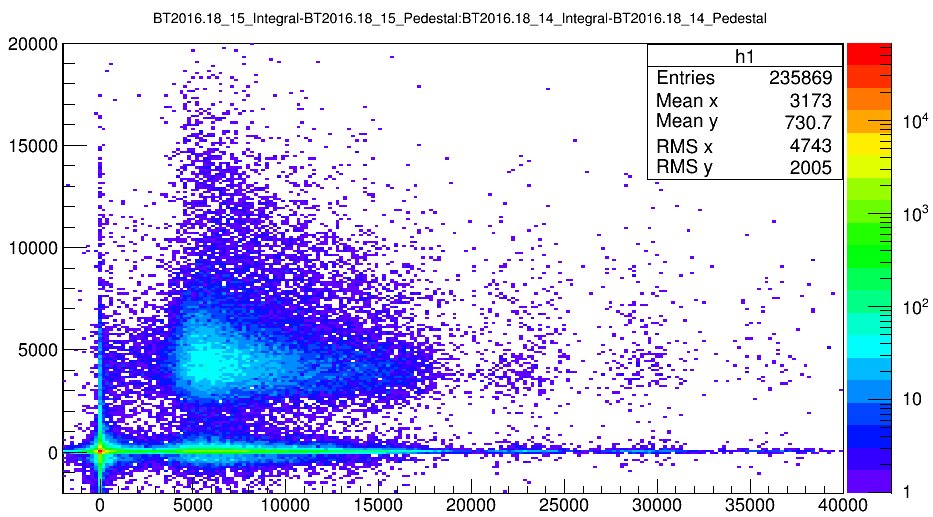 BT2016.18_15_Integral-BT2016.18_15_Pedestal:BT2016.18_14_Integral-BT2016.18_14_Pedestal
h1
Entries 235869
Mean x 3173
Mean y 730.7
RMS x 4743
RMS y 2005
20000
15000
10000
5000
0
0 5000 10000 15000 20000 25000 30000 35000 40000
10^4
10^3
10^2
10
1